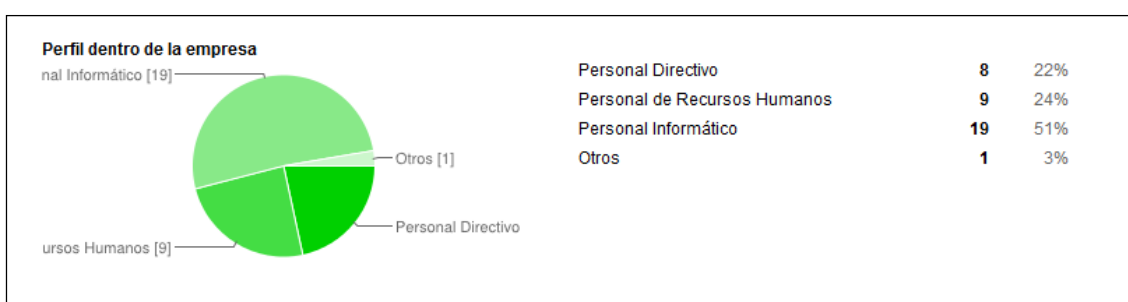 Perfil dentro de la empresa
nal Informático [19]
Otros [1]
Personal Directivo
ursos Humanos [9]
Personal Directivo 8 22%
Personal de Recursos Humanos 9 24%
Personal Informático 19 51%
Otros 1 3%